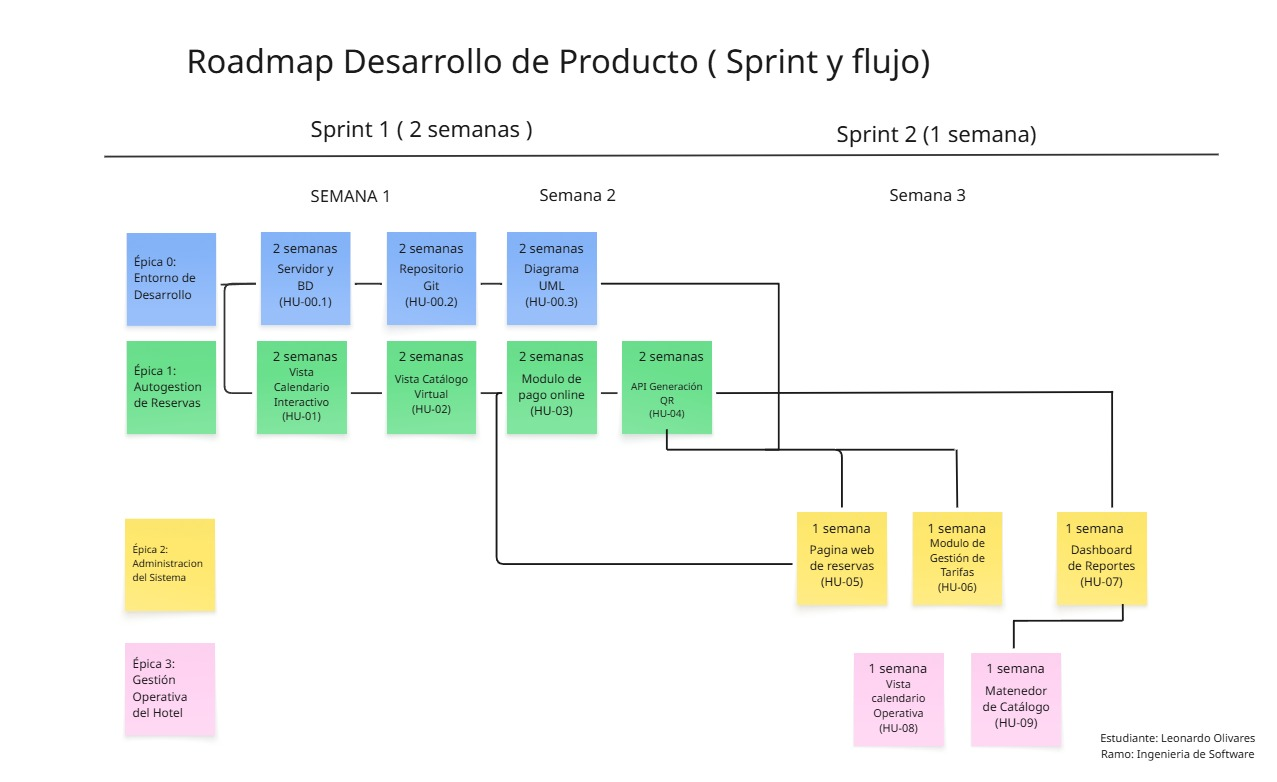 Roadmap Desarrollo de Producto ( Sprint y flujo)
Sprint 1 ( 2 semanas )
Sprint 2 (1 semana)
SEMANA 1
Semana 2
Semana 3
Épica 0:
Entorno de
Desarrollo
2 semanas
Servidor y
BD
(HU-00.1)
2 semanas
Repositorio
Git
(HU-00.2)
2 semanas
Diagrama
UML
(HU-00.3)
Épica 1:
Autogestion
de Reservas
2 semanas
Vista
Calendario
Interactivo
(HU-01)
2 semanas
Vista Catálogo
Virtual
(HU-02)
2 semanas
Modulo de
pago online
(HU-03)
2 semanas
API Generación
QR
(HU-04)
Épica 2:
Administracion
del Sistema
1 semana
Pagina web
de reservas
(HU-05)
1 semana
Modulo de
Gestión de
Tarifas
(HU-06)
1 semana
Dashboard
de Reportes
(HU-07)
Épica 3:
Gestión
Operativa
del Hotel
1 semana
Vista
calendario
Operativa
(HU-08)
1 semana
Matenedor
de Catálogo
(HU-09)
Estudiante: Leonardo Olivares
Ramo: Ingenieria de Software